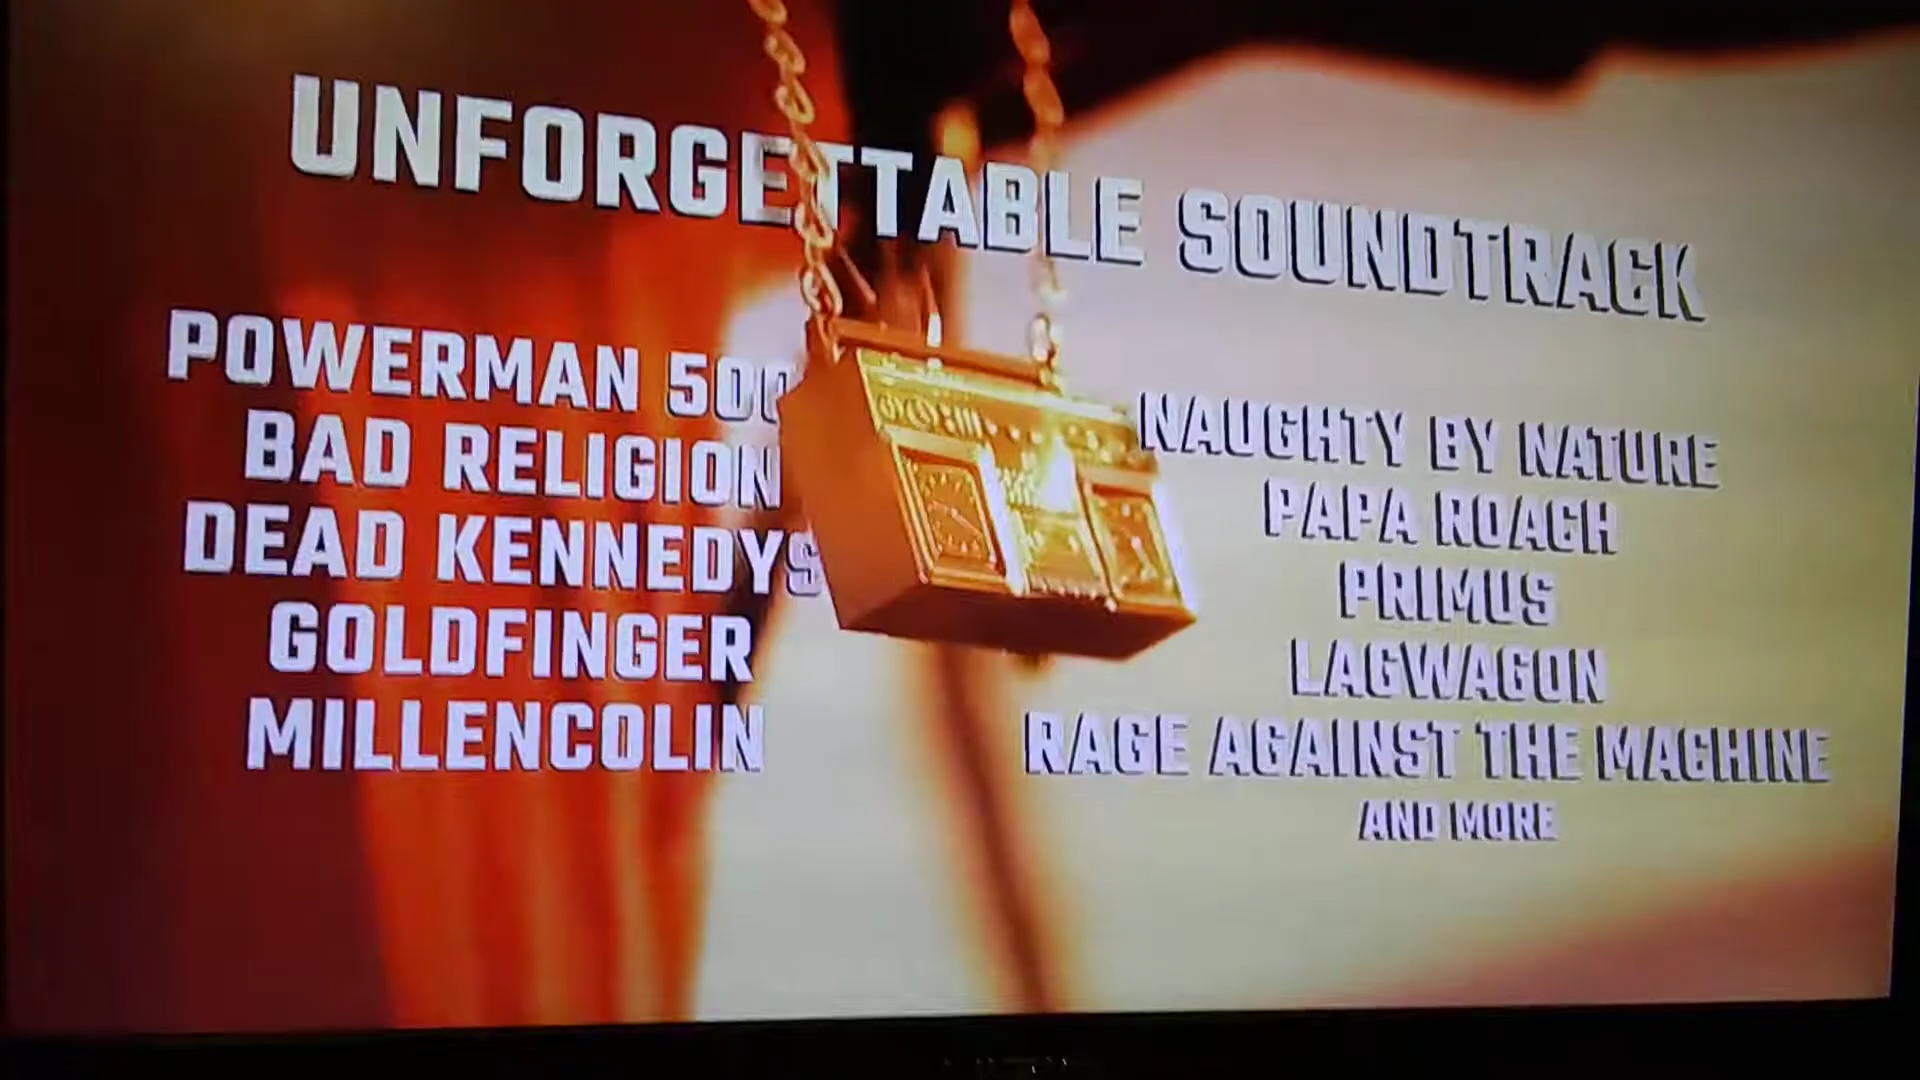 UNFORGETTABLE SOUNDTRACK
POWERMAN 500
BAD RELIGION
DEAD KENNEDYS
GOLDFINGER
MILLENCOLIN
NAUGHTY BY NATURE
PAPA ROACH
PRIMUS
LAGWAGON
RAGE AGAINST THE MACHINE
AND MORE